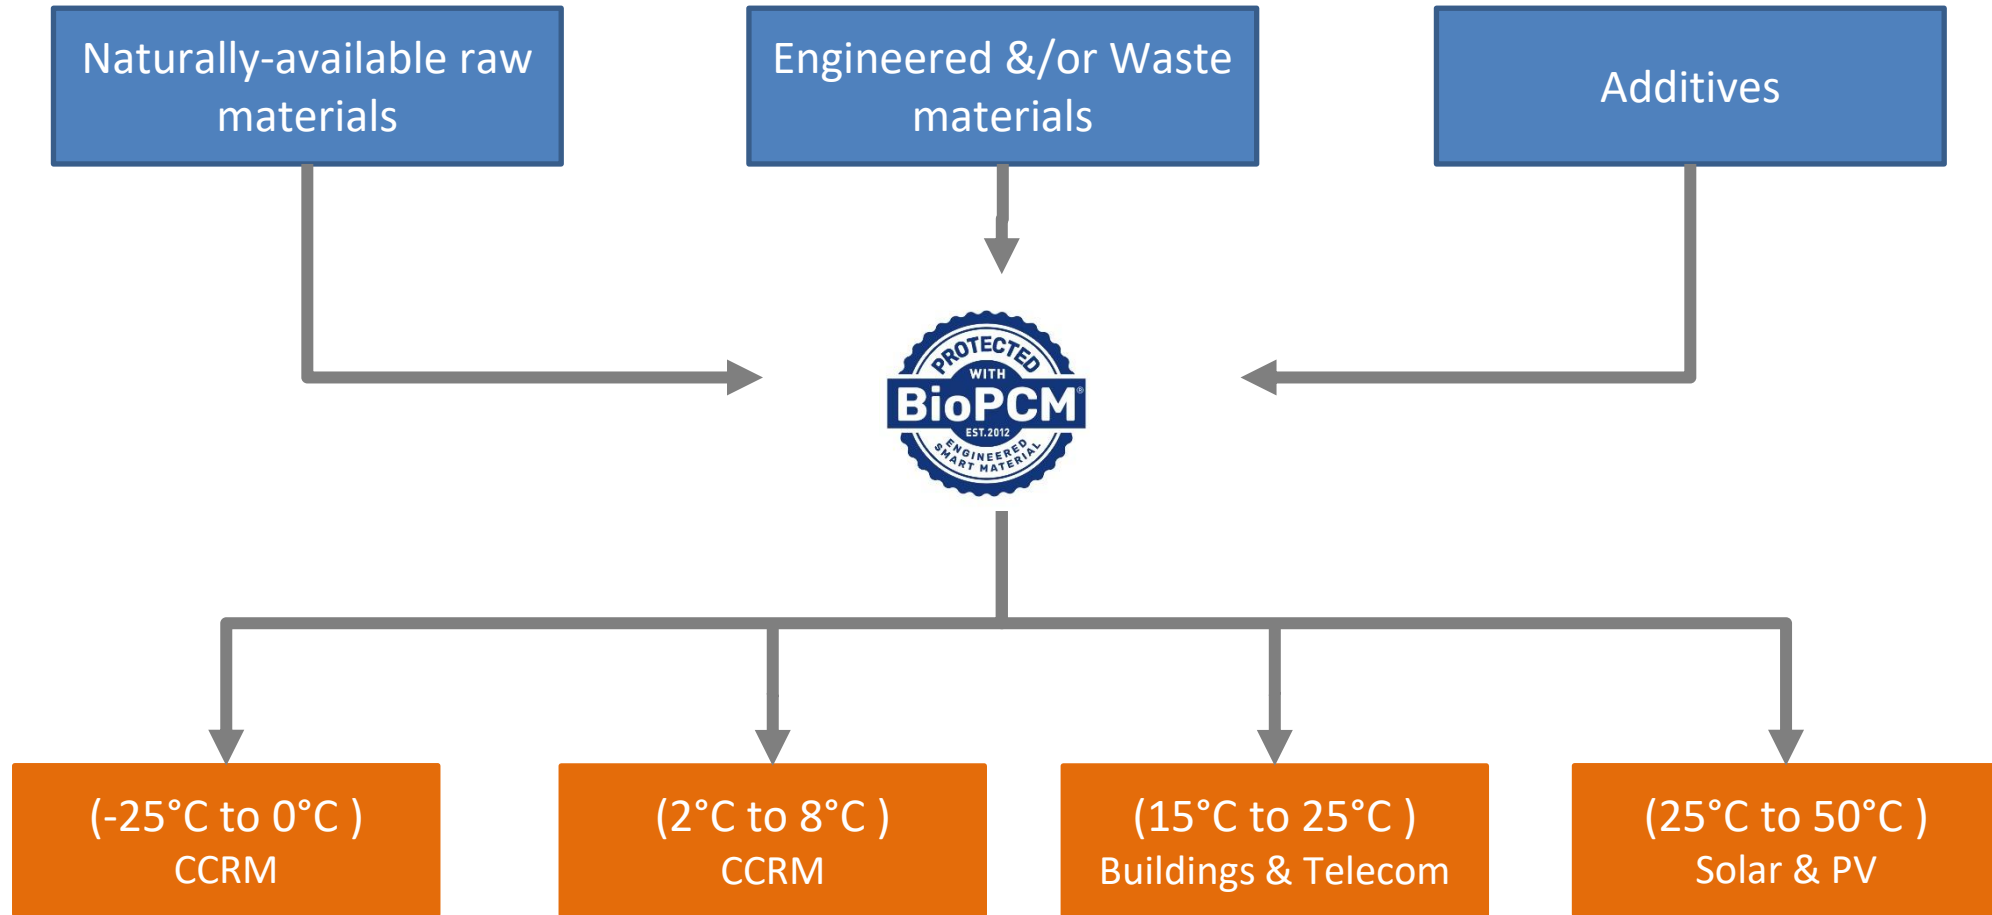 Naturally-available raw
materials
Engineered &/or Waste
materials
Additives
PROTECTED
WITH
BioPCM®
EST.2012
ENGINEERED
SMART MATERIAL
(-25°C to 0°C )
CCRM
(2°C to 8°C )
CCRM
(15°C to 25°C )
Buildings & Telecom
(25°C to 50°C )
Solar & PV